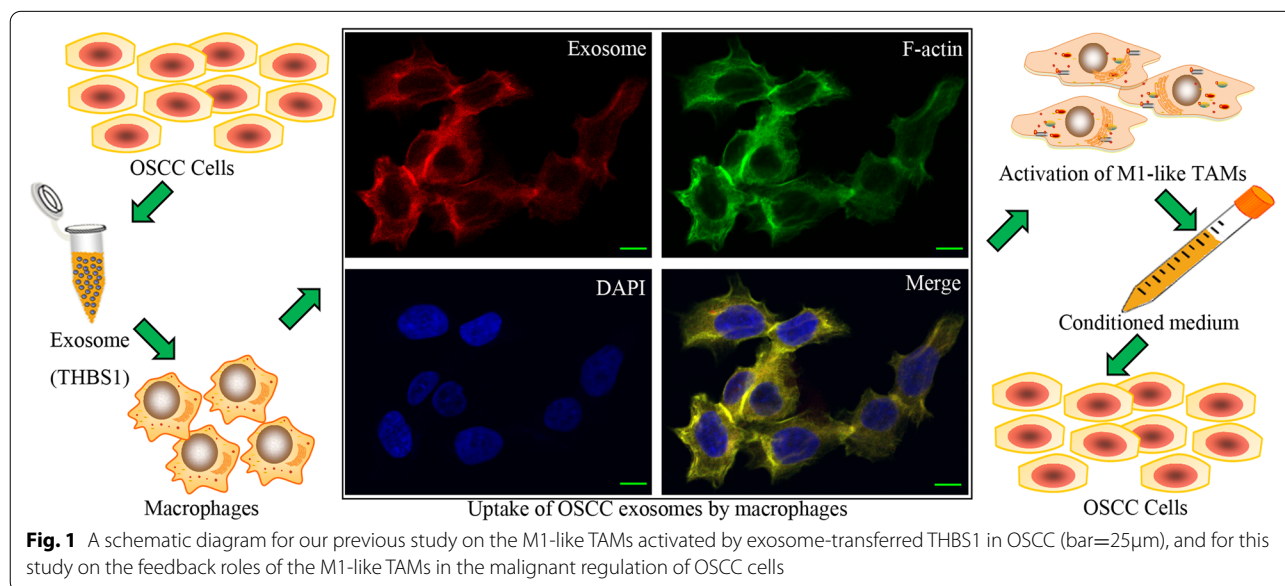 OSCC Cells
Exosome
(THBS1)
Macrophages
Exosome
F-actin
DAPI
Merge
Uptake of OSCC exosomes by macrophages
Activation of M1-like TAMs
Conditioned medium
OSCC Cells
Fig. 1 A schematic diagram for our previous study on the M1-like TAMs activated by exosome-transferred THBS1 in OSCC (bar=25µm), and for this
study on the feedback roles of the M1-like TAMs in the malignant regulation of OSCC cells